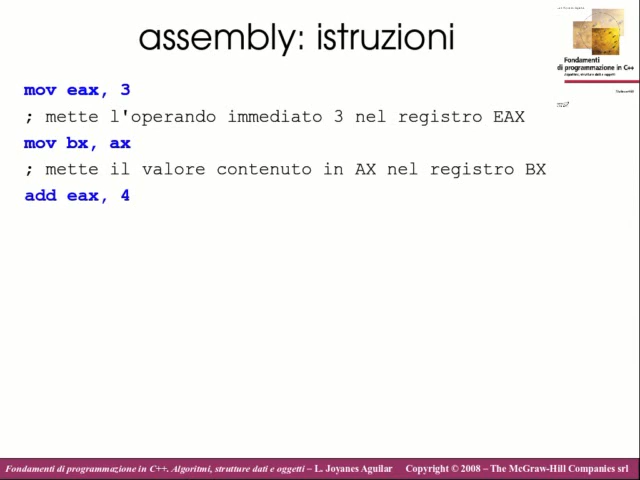 assembly: istruzioni
Fondamenti
di programmazione in C++
mov eax, 3
; mette l'operando immediato 3 nel registro EAX
mov bx, ax
; mette il valore contenuto in AX nel registro BX
add eax, 4
Fondamenti di programmazione in C++. Algoritmi, strutture dati e oggetti – L. Joyanes Aguilar Copyright © 2008 – The McGraw-Hill Companies srl